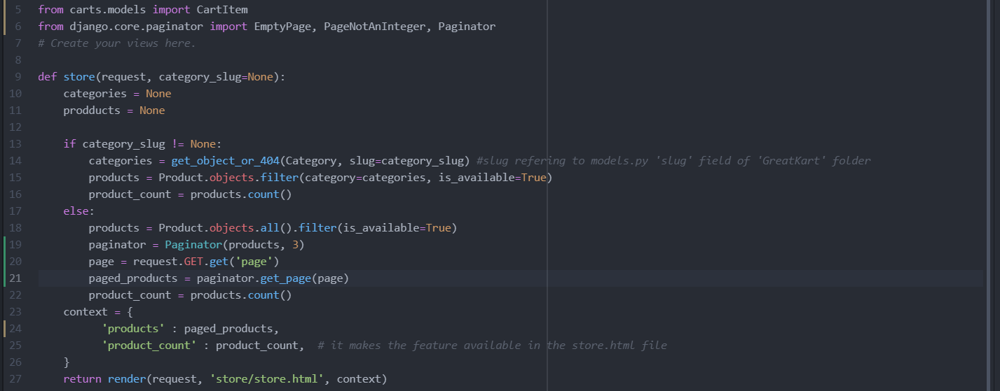 5 from carts.models import CartItem
6 from django.core.paginator import EmptyPage, PageNotAnInteger, Paginator
7 # Create your views here.
8
9 def store(request, category_slug=None):
10     categories = None
11     prodducts = None
12
13     if category_slug != None:
14         categories = get_object_or_404(Category, slug=category_slug) #slug refering to models.py 'slug' field of 'GreatKart' folder
15         products = Product.objects.filter(category=categories, is_available=True)
16         product_count = products.count()
17     else:
18         products = Product.objects.all().filter(is_available=True)
19         paginator = Paginator(products, 3)
20         page = request.GET.get('page')
21         paged_products = paginator.get_page(page)
22         product_count = products.count()
23     context = {
24           'products' : paged_products,
25           'product_count' : product_count,  # it makes the feature available in the store.html file
26     }
27     return render(request, 'store/store.html', context)